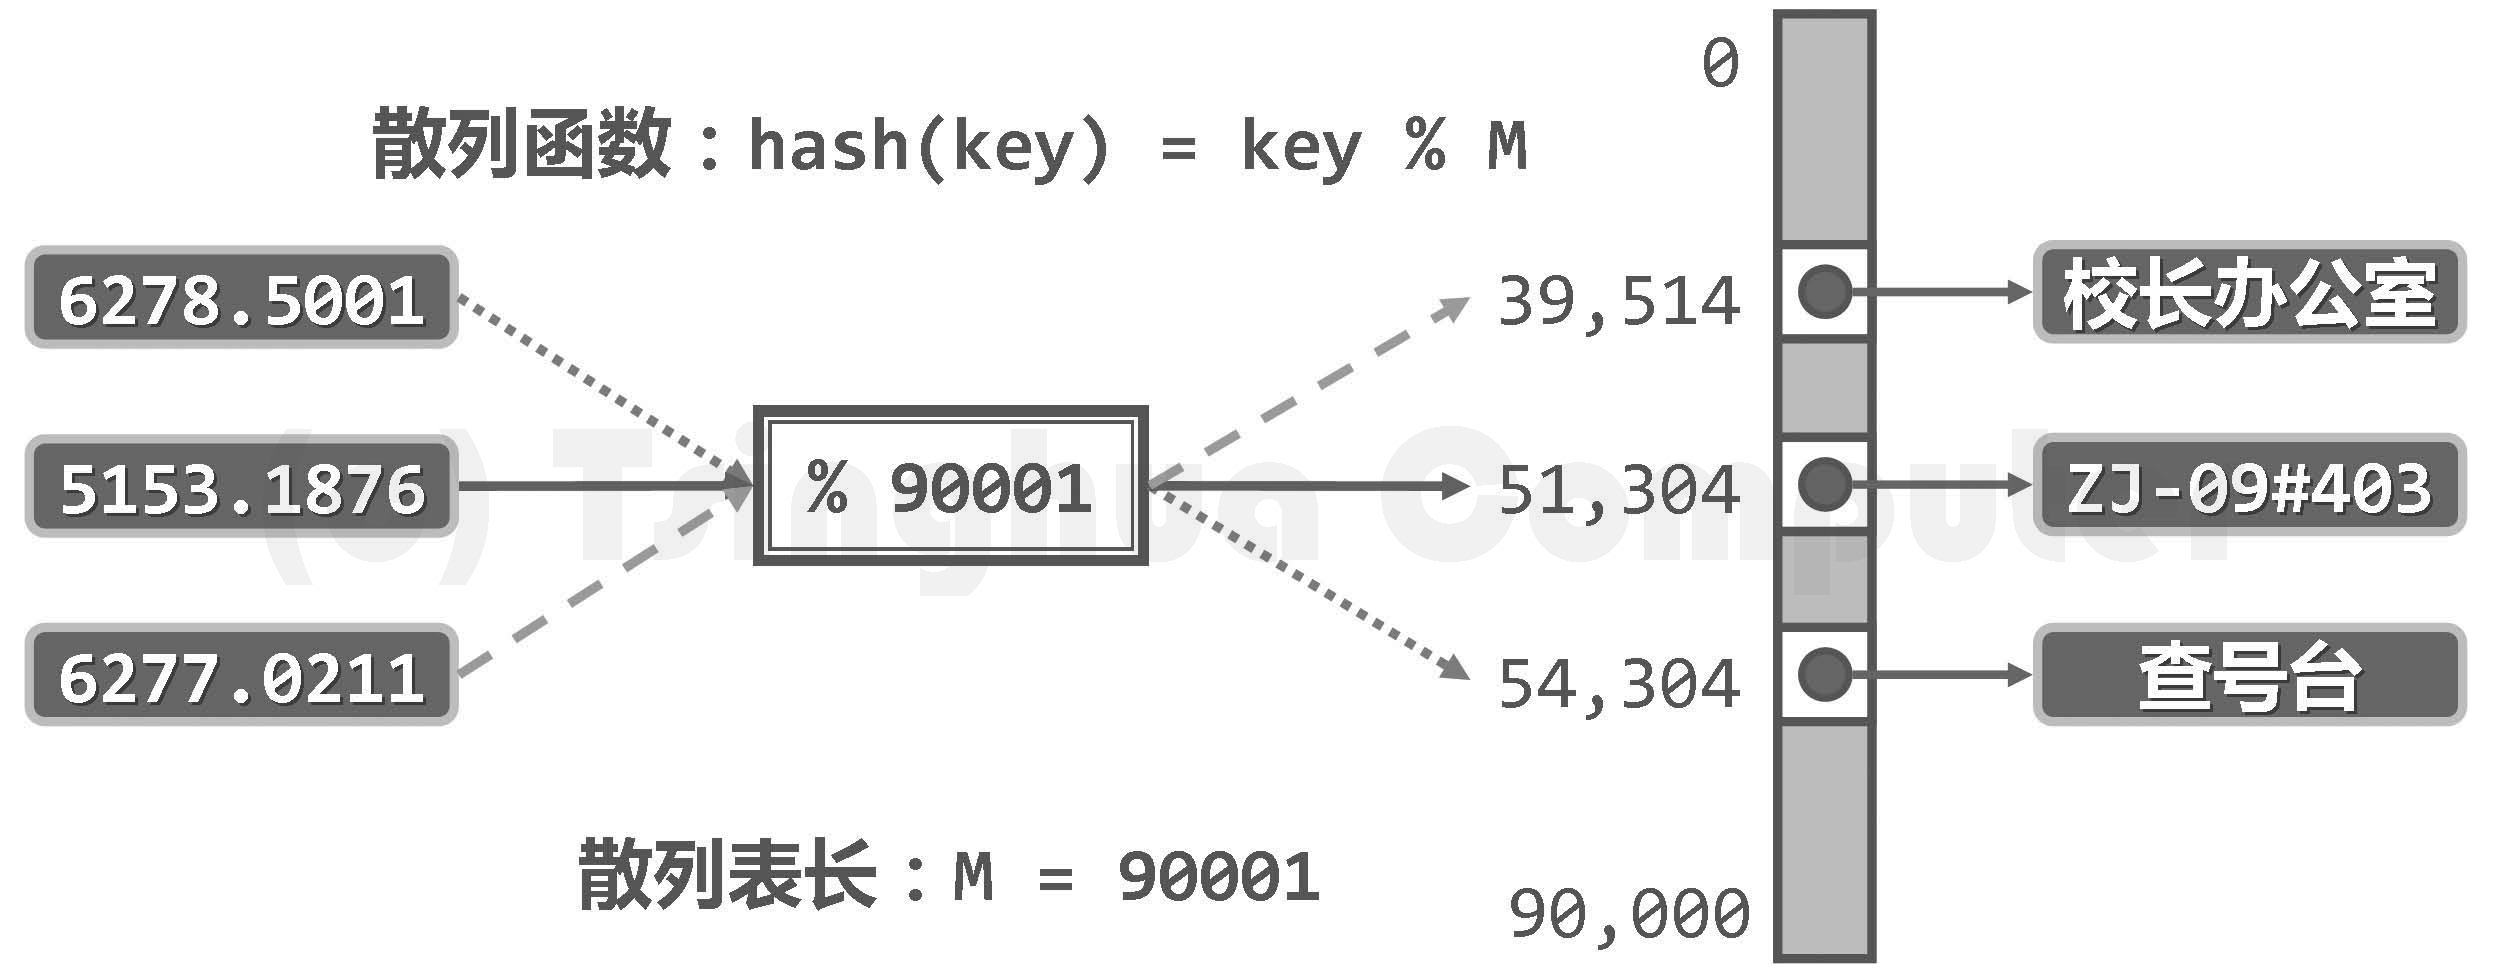 0
散列函数：hash(key) = key % M
6278.5001
39,514
校长办公室
5153.1876
% 90001
51,304
ZJ-09#403
(c) Tsinghua Computer
6277.0211
54,304
查号台
散列表长：M = 90001
90,000